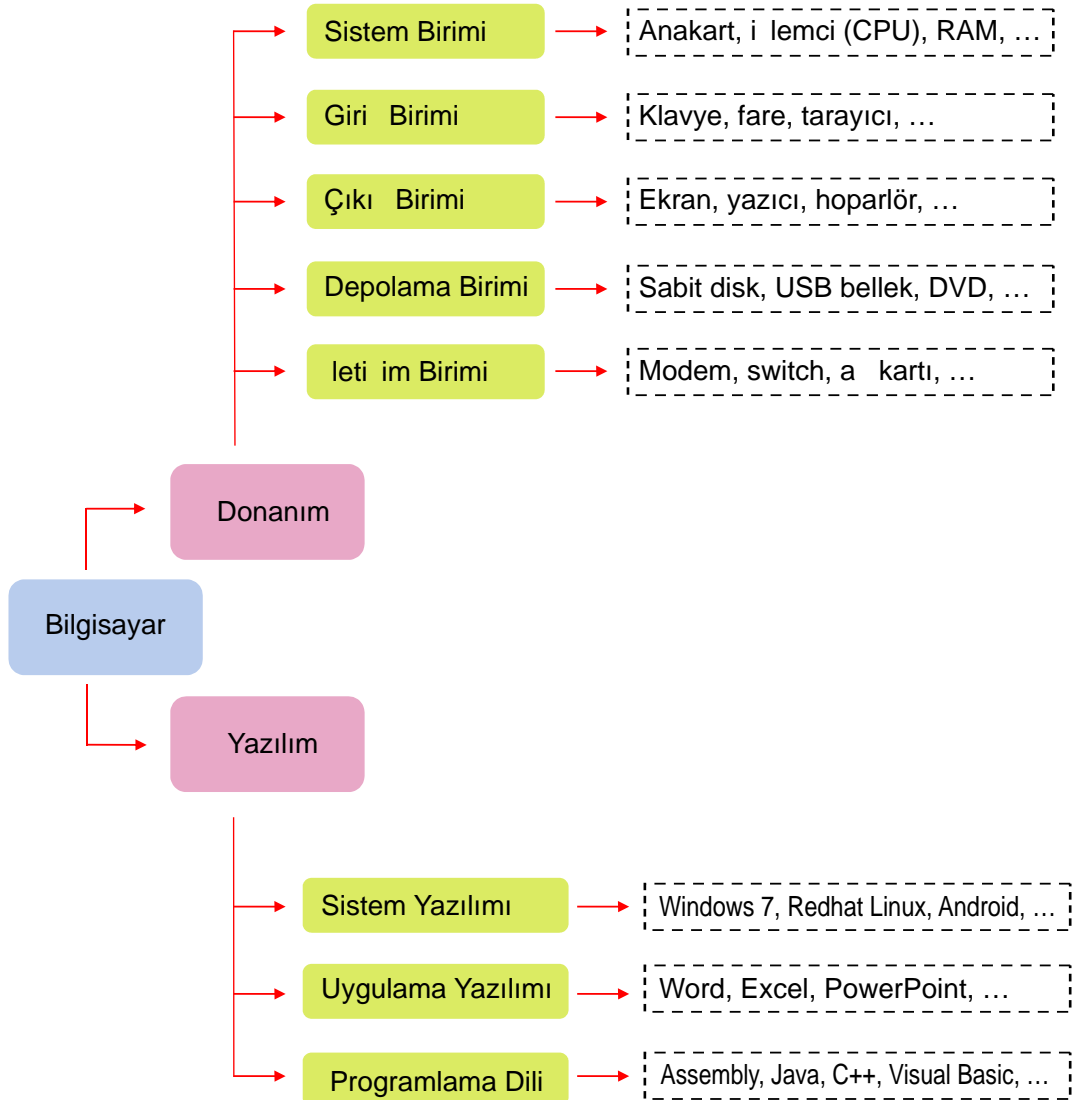 Sistem Birimi
Anakart, i lemci (CPU), RAM, …
Giri Birimi
Klavye, fare, tarayıcı, …
Çıkı Birimi
Ekran, yazıcı, hoparlör, …
Depolama Birimi
Sabit disk, USB bellek, DVD, …
leti im Birimi
Modem, switch, a kartı, …
Donanım
Bilgisayar
Yazılım
Sistem Yazılımı
Windows 7, Redhat Linux, Android, …
Uygulama Yazılımı
Word, Excel, PowerPoint, …
Programlama Dili
Assembly, Java, C++, Visual Basic, …